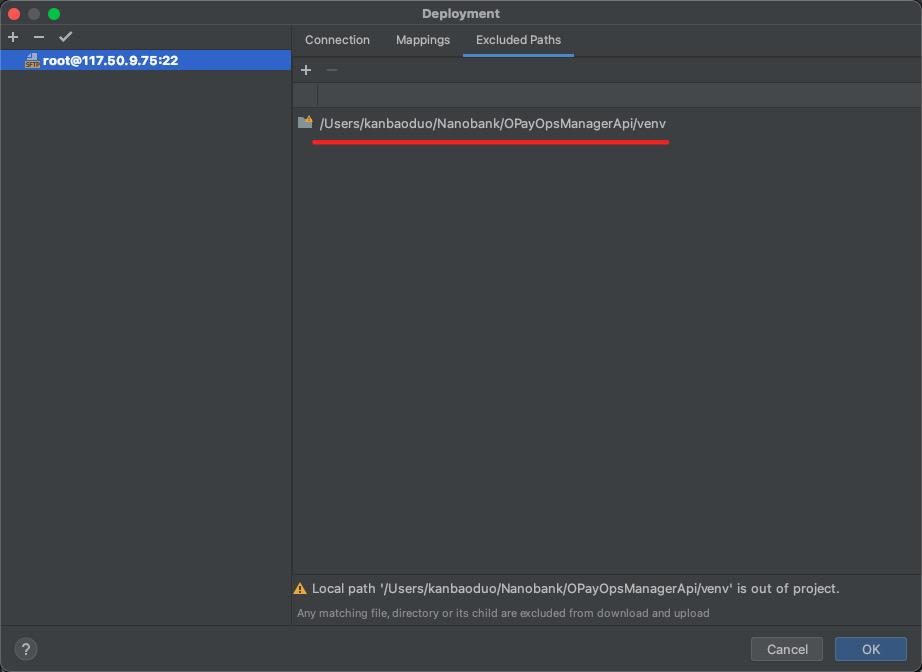 Deployment
root@117.50.9.75:22
Connection
Mappings
Excluded Paths
/Users/kanbaoduo/Nanobank/OPayOpsManagerApi/venv
Local path '/Users/kanbaoduo/Nanobank/OPayOpsManagerApi/venv' is out of project.
Any matching file, directory or its child are excluded from download and upload
?
Cancel
OK